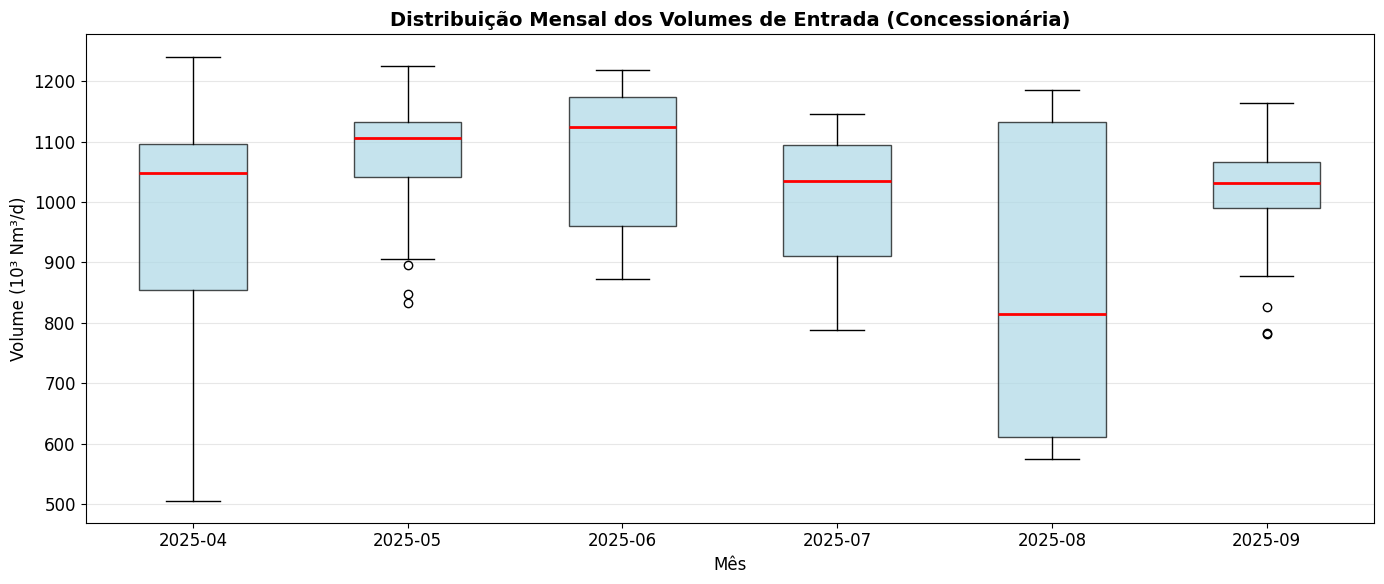 Distribuição Mensal dos Volumes de Entrada (Concessionária)
Volume (10³ Nm³/d)
1200
1100
1000
900
800
700
600
500
2025-04 2025-05 2025-06 2025-07 2025-08 2025-09
Mês